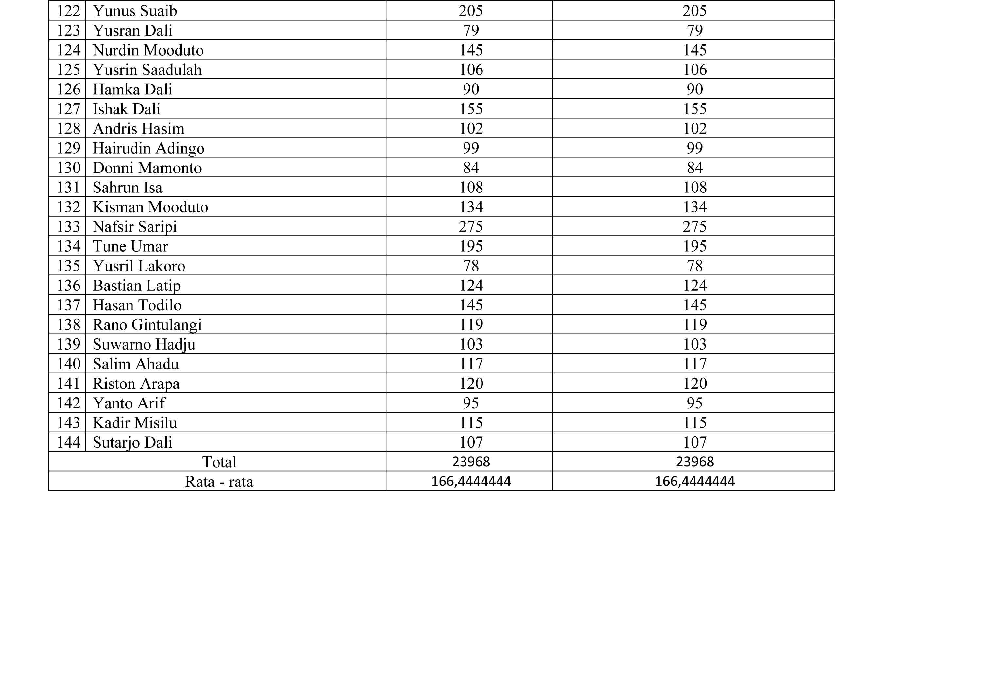 122 Yunus Suaib 205 205
123 Yusran Dali 79 79
124 Nurdin Mooduto 145 145
125 Yusrin Saadulah 106 106
126 Hamka Dali 90 90
127 Ishak Dali 155 155
128 Andris Hasim 102 102
129 Hairudin Adingo 99 99
130 Donni Mamonto 84 84
131 Sahrun Isa 108 108
132 Kisman Mooduto 134 134
133 Nafsir Saripi 275 275
134 Tune Umar 195 195
135 Yusril Lakoro 78 78
136 Bastian Latip 124 124
137 Hasan Todilo 145 145
138 Rano Gintulangi 119 119
139 Suwarno Hadju 103 103
140 Salim Ahadu 117 117
141 Riston Arapa 120 120
142 Yanto Arif 95 95
143 Kadir Misilu 115 115
144 Sutarjo Dali 107 107
Total 23968 23968
Rata - rata 166,4444444 166,4444444